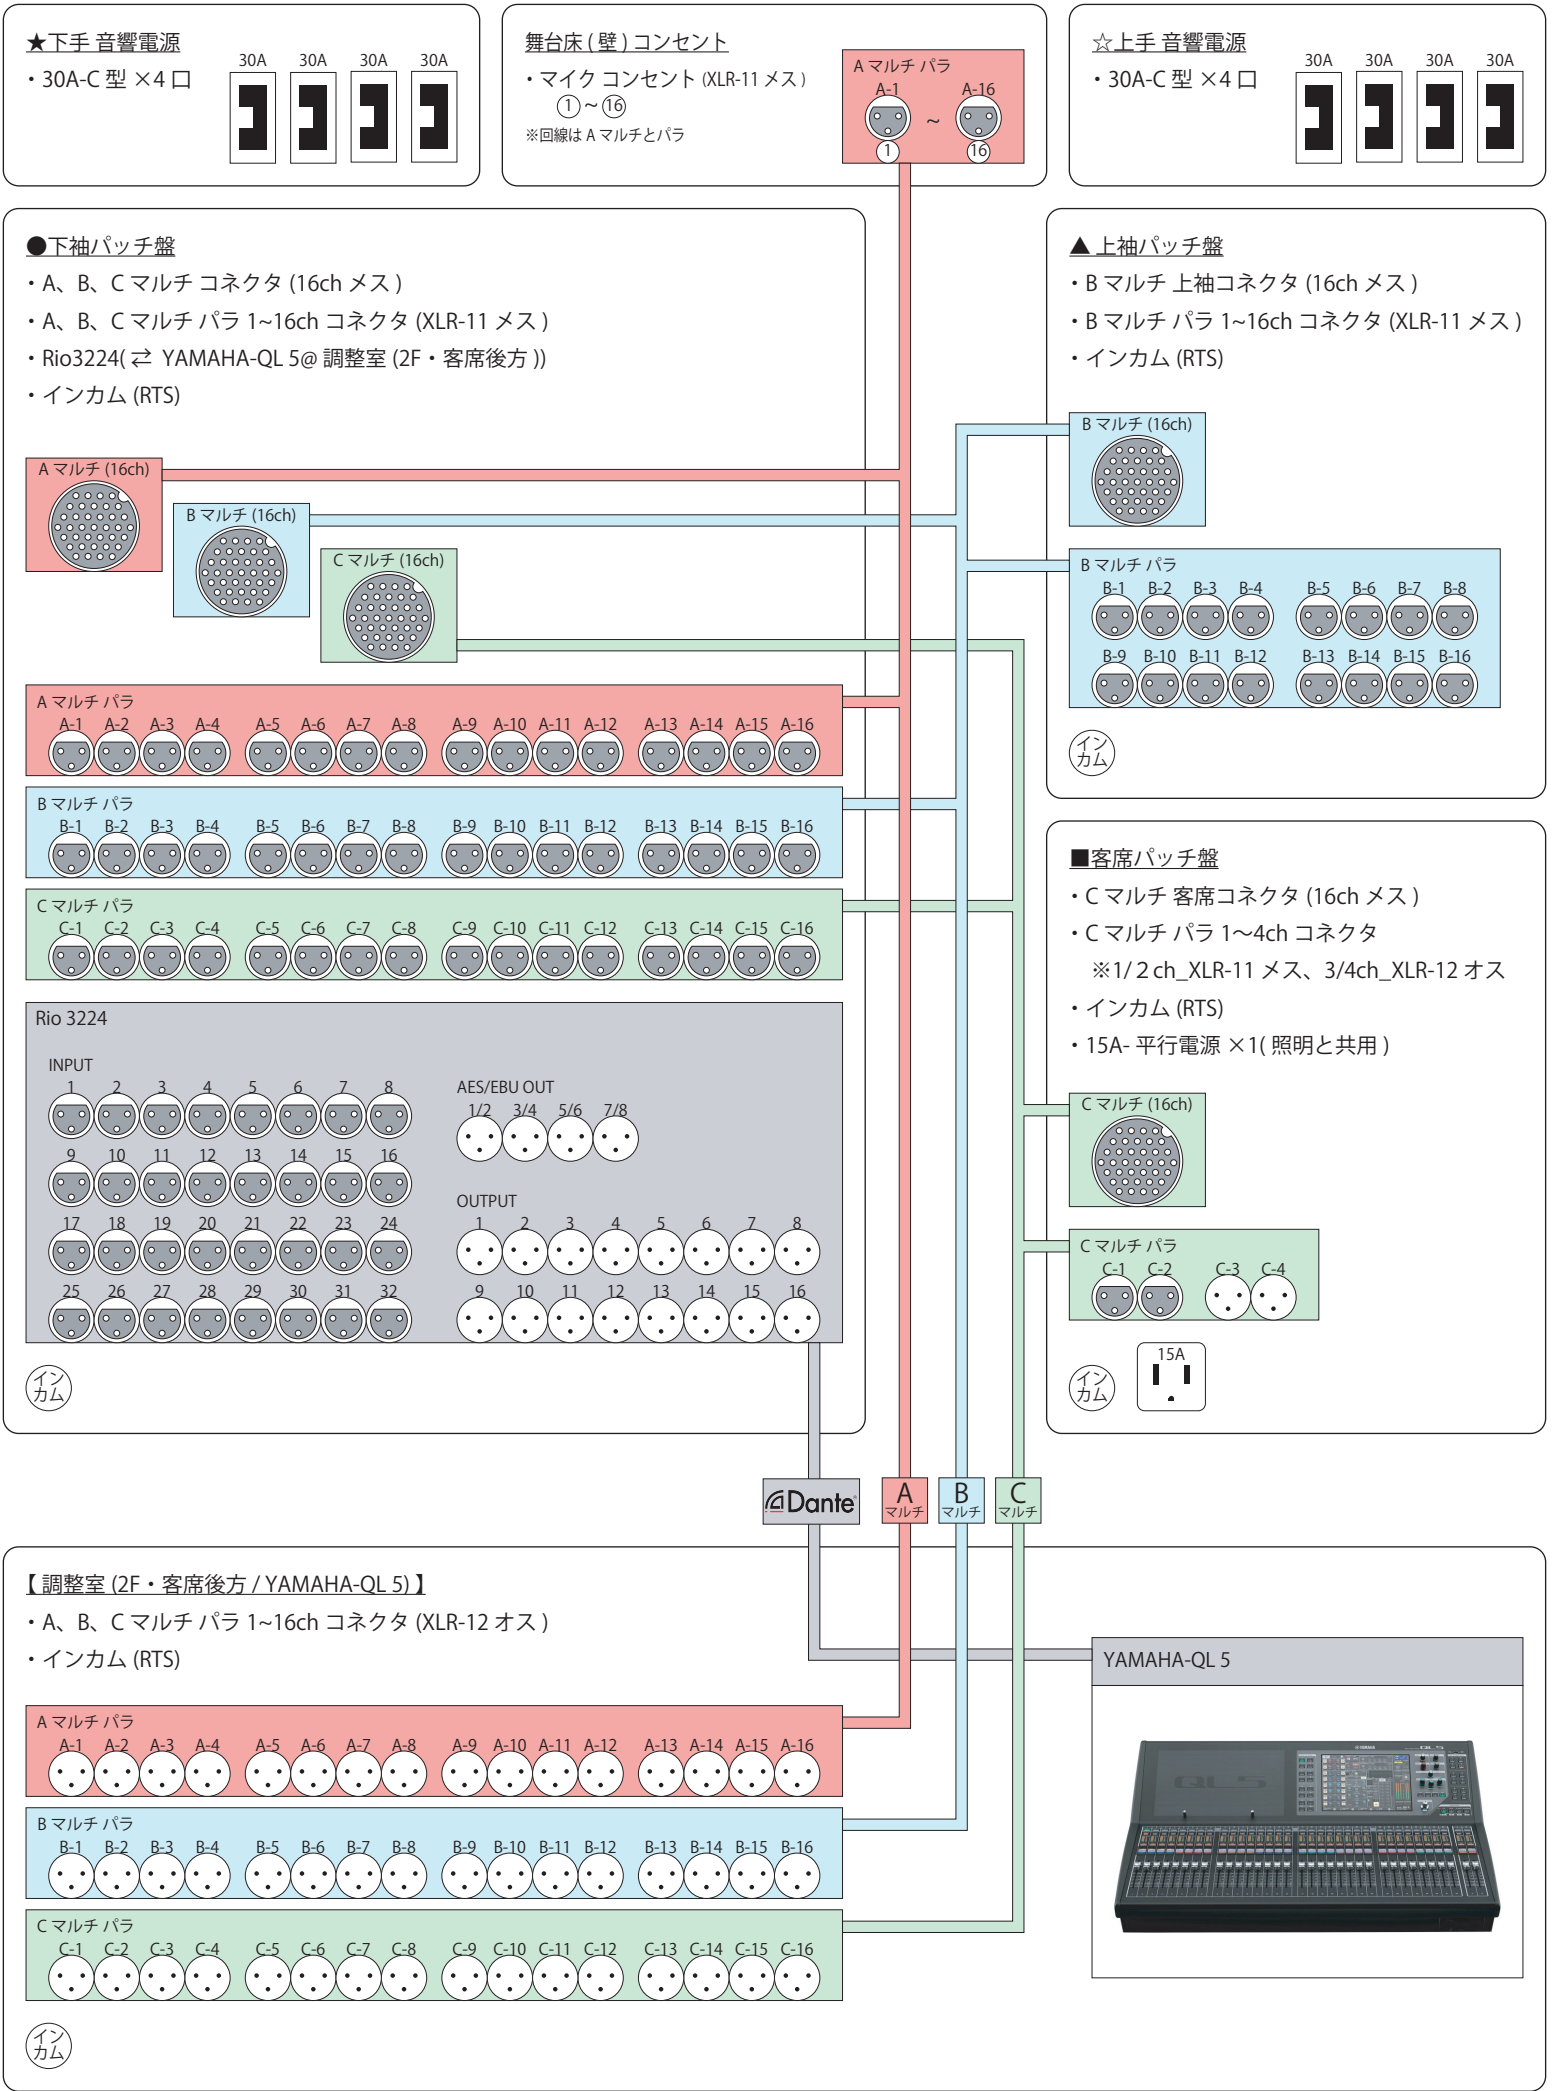 ★下手 音響電源
・30A-C 型 ×4 口
30A 30A 30A 30A
舞台床 ( 壁 ) コンセント
・マイク コンセント (XLR-11 メス )
① ~ ⑯
※回線は A マルチとパラ
A マルチ パラ
A-1 A-16
~
① ⑯
☆上手 音響電源
・30A-C 型 ×4 口
30A 30A 30A 30A
●下袖パッチ盤
・A、B、C マルチ コネクタ (16ch メス )
・A、B、C マルチ パラ 1~16ch コネクタ (XLR-11 メス )
・Rio3224( ⇄ YAMAHA-QL 5@ 調整室 (2F・客席後方 ))
・インカム (RTS)
A マルチ (16ch)
B マルチ (16ch)
C マルチ (16ch)
A マルチ パラ
A-1 A-2 A-3 A-4 A-5 A-6 A-7 A-8 A-9 A-10 A-11 A-12 A-13 A-14 A-15 A-16
B マルチ パラ
B-1 B-2 B-3 B-4 B-5 B-6 B-7 B-8 B-9 B-10 B-11 B-12 B-13 B-14 B-15 B-16
C マルチ パラ
C-1 C-2 C-3 C-4 C-5 C-6 C-7 C-8 C-9 C-10 C-11 C-12 C-13 C-14 C-15 C-16
Rio 3224
INPUT
1 2 3 4 5 6 7 8
9 10 11 12 13 14 15 16
17 18 19 20 21 22 23 24
25 26 27 28 29 30 31 32
AES/EBU OUT
1/2 3/4 5/6 7/8
OUTPUT
1 2 3 4 5 6 7 8
9 10 11 12 13 14 15 16
イン
カム
▲ 上袖パッチ盤
・B マルチ 上袖コネクタ (16ch メス )
・B マルチ パラ 1~16ch コネクタ (XLR-11 メス )
・インカム (RTS)
B マルチ (16ch)
B マルチ パラ
B-1 B-2 B-3 B-4 B-5 B-6 B-7 B-8
B-9 B-10 B-11 B-12 B-13 B-14 B-15 B-16
イン
カム
■客席パッチ盤
・C マルチ 客席コネクタ (16ch メス )
・C マルチ パラ 1〜4ch コネクタ
※1/ 2 ch_XLR-11 メス、3/4ch_XLR-12 オス
・インカム (RTS)
・15A- 平行電源 ×1( 照明と共用 )
C マルチ (16ch)
C マルチ パラ
C-1 C-2 C-3 C-4
イン
カム
15A
Dante
A
マルチ
B
マルチ
C
マルチ
【 調整室 (2F・客席後方 / YAMAHA-QL 5) 】
・A、B、C マルチ パラ 1~16ch コネクタ (XLR-12 オス )
・インカム (RTS)
A マルチ パラ
A-1 A-2 A-3 A-4 A-5 A-6 A-7 A-8 A-9 A-10 A-11 A-12 A-13 A-14 A-15 A-16
B マルチ パラ
B-1 B-2 B-3 B-4 B-5 B-6 B-7 B-8 B-9 B-10 B-11 B-12 B-13 B-14 B-15 B-16
C マルチ パラ
C-1 C-2 C-3 C-4 C-5 C-6 C-7 C-8 C-9 C-10 C-11 C-12 C-13 C-14 C-15 C-16
イン
カム
YAMAHA-QL 5
YAMAHA
QL5
QL5